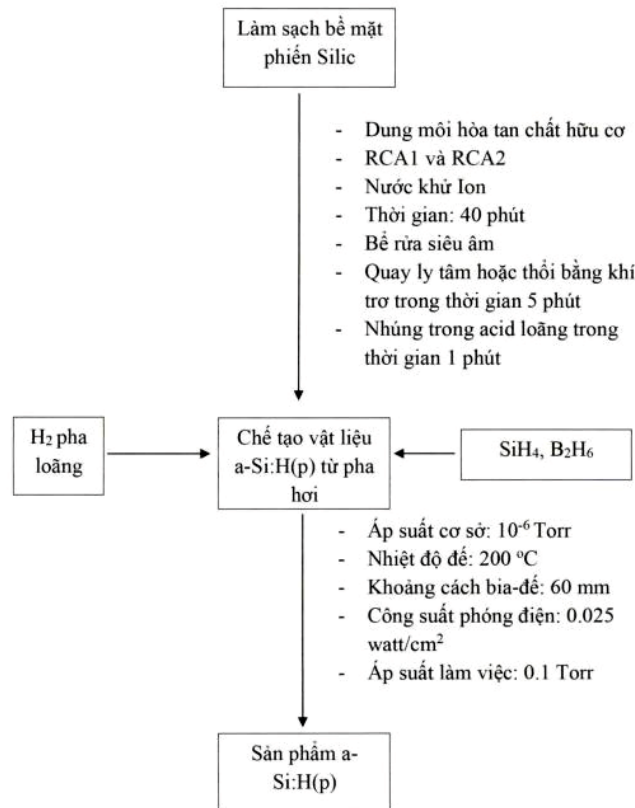 Làm sạch bề mặt
phiến Silic
- Dung môi hòa tan chất hữu cơ
- RCA1 và RCA2
- Nước khử Ion
- Thời gian: 40 phút
- Bể rửa siêu âm
- Quay ly tâm hoặc thổi bằng khí
trơ trong thời gian 5 phút
- Nhúng trong acid loãng trong
thời gian 1 phút
H₂ pha
loãng
Chế tạo vật liệu
a-Si:H(p) từ pha
hơi
SiH₄, B₂H₆
- Áp suất cơ sở: 10⁻⁶ Torr
- Nhiệt độ đế: 200 °C
- Khoảng cách bia-đế: 60 mm
- Công suất phóng điện: 0.025
watt/cm²
- Áp suất làm việc: 0.1 Torr
Sản phẩm a-
Si:H(p)